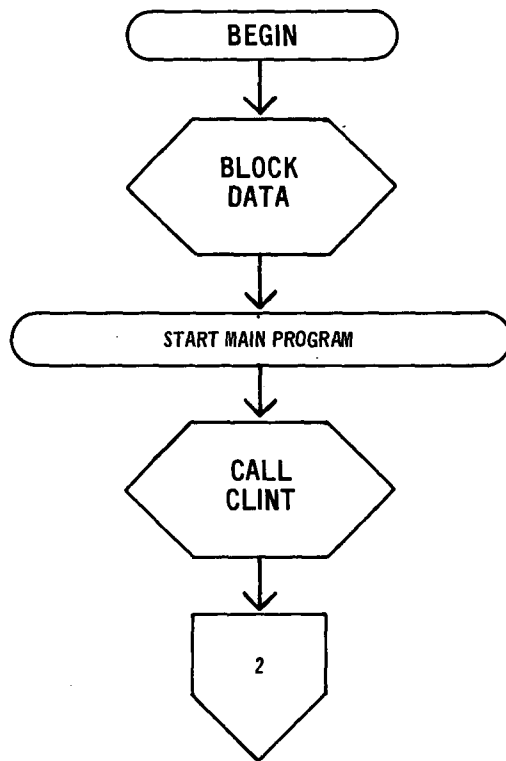 BEGIN
BLOCK
DATA
START MAIN PROGRAM
CALL
CLINT
2